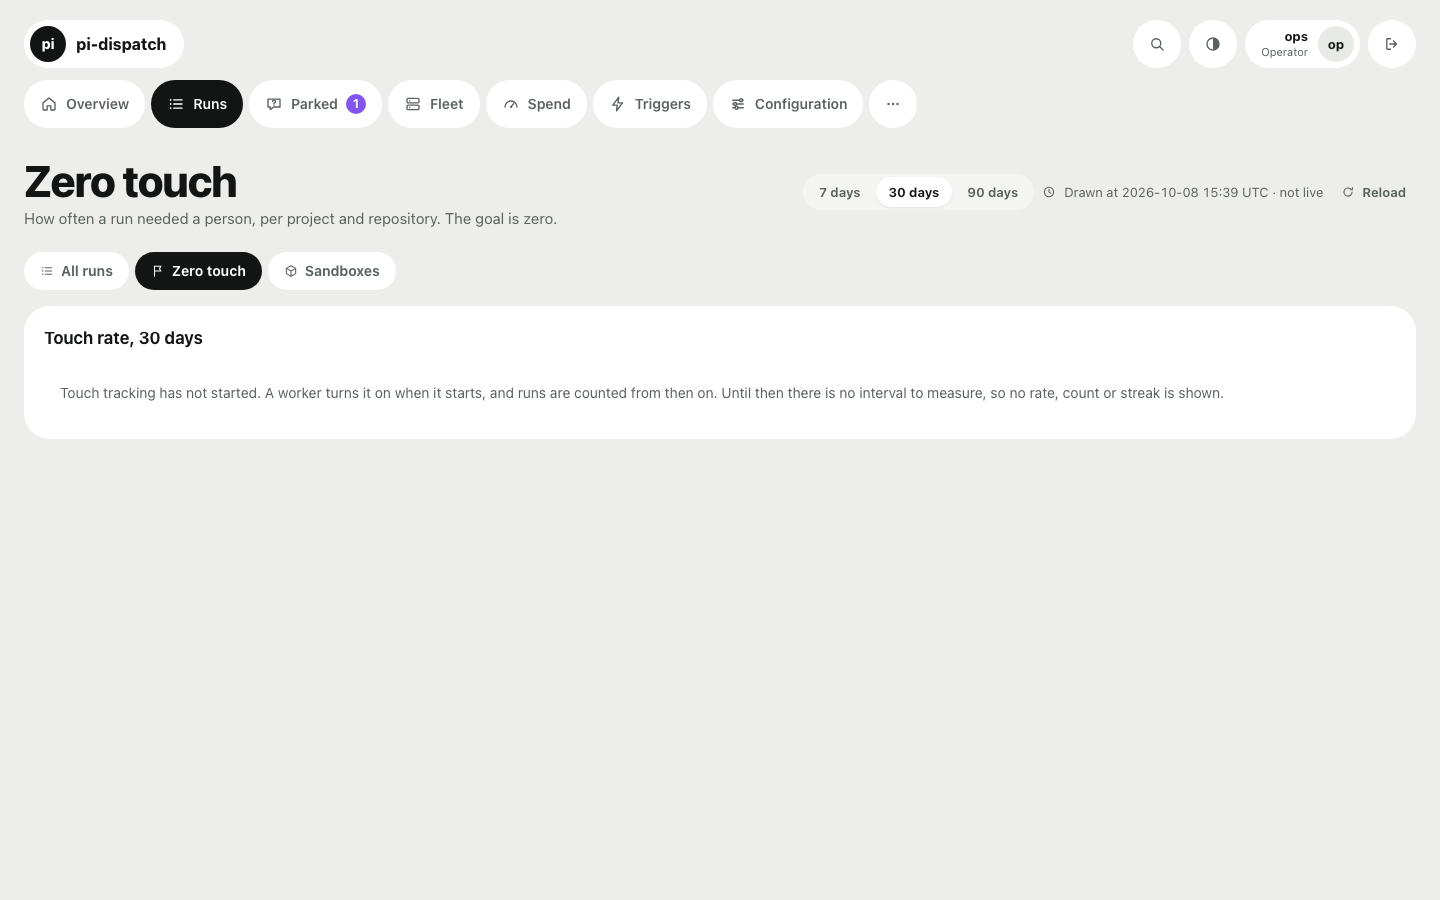 pi pi-dispatch
ops
Operator
op
Overview Runs Parked 1 Fleet Spend Triggers Configuration ...
Zero touch
7 days 30 days 90 days Drawn at 2026-10-08 15:39 UTC · not live Reload
How often a run needed a person, per project and repository. The goal is zero.
All runs Zero touch Sandboxes
Touch rate, 30 days
Touch tracking has not started. A worker turns it on when it starts, and runs are counted from then on. Until then there is no interval to measure, so no rate, count or streak is shown.